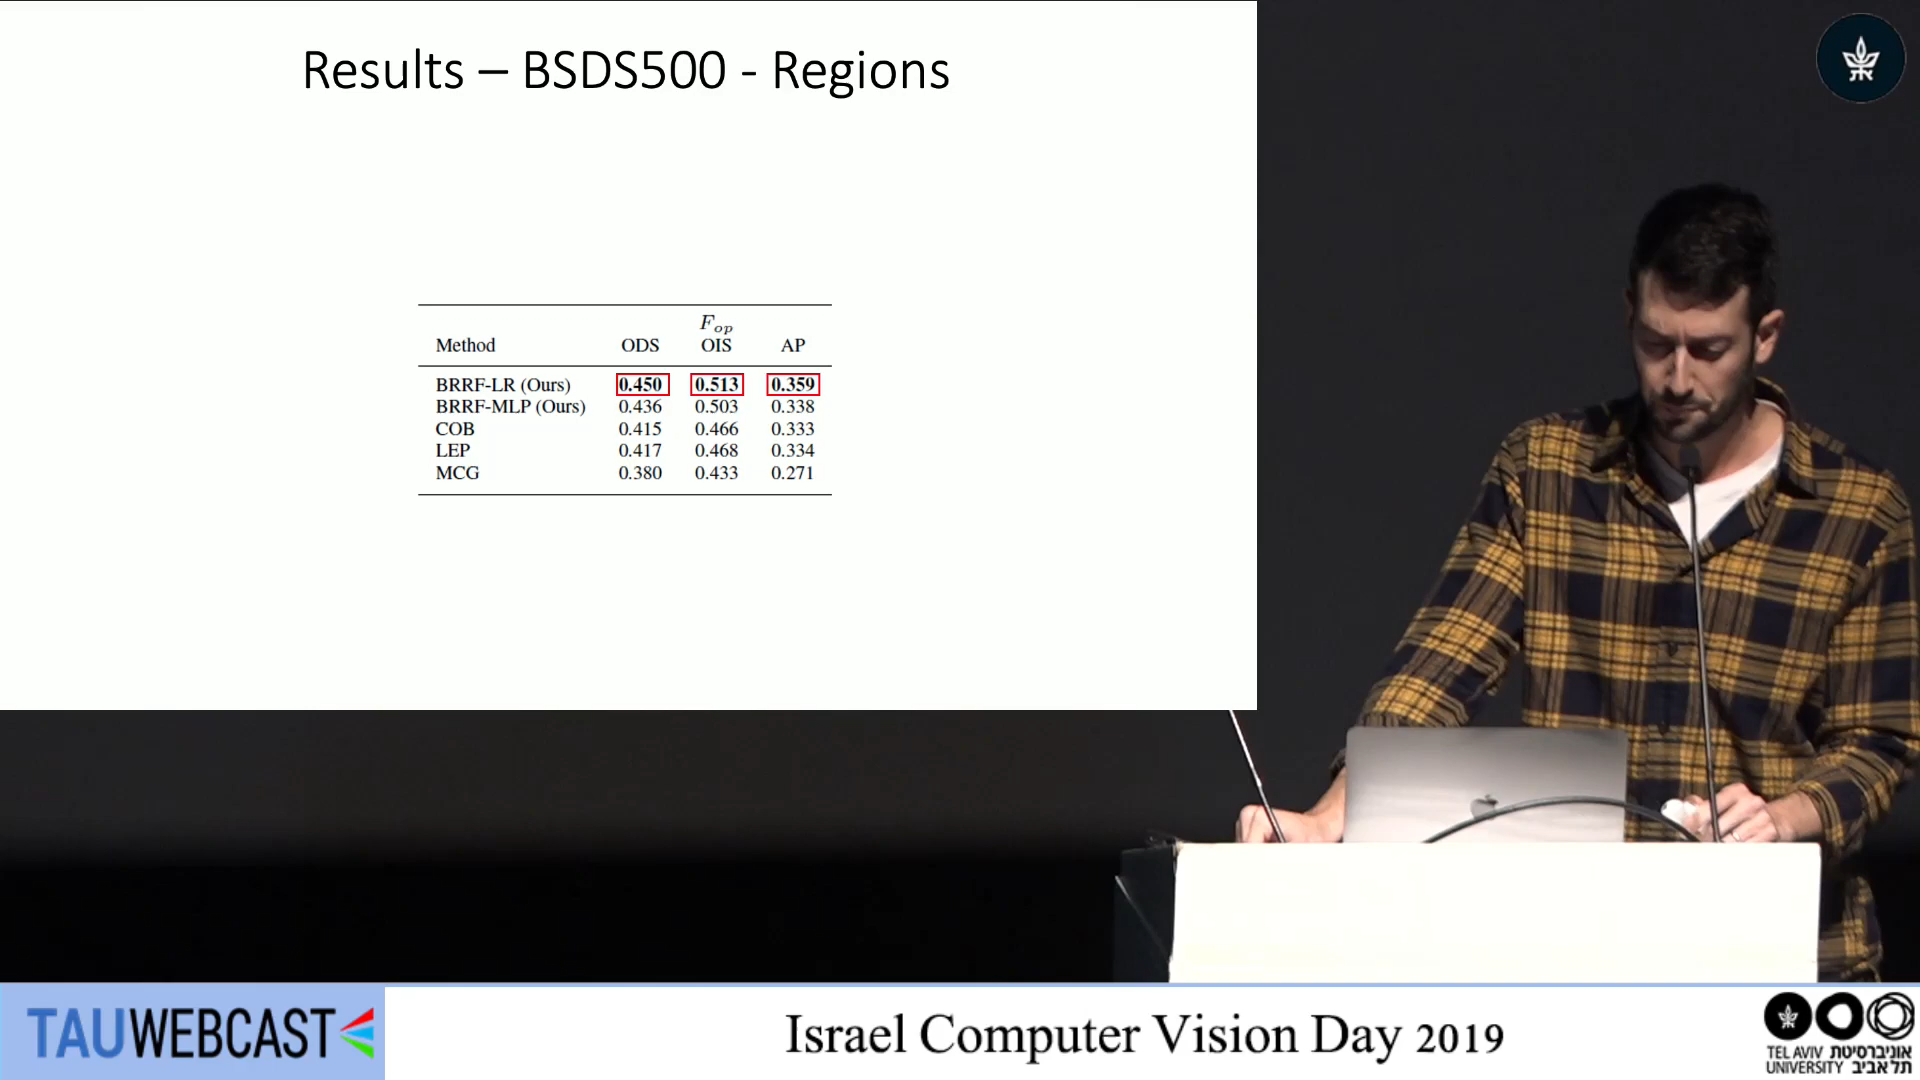 Results – BSDS500 - Regions
F_op
Method ODS OIS AP
BRRF-LR (Ours) 0.450 0.513 0.359
BRRF-MLP (Ours) 0.436 0.503 0.338
COB 0.415 0.466 0.333
LEP 0.417 0.468 0.334
MCG 0.380 0.433 0.271
TAUWEBCAST
Israel Computer Vision Day 2019
TEL AVIV אוניברסיטת
UNIVERSITY תל אביב